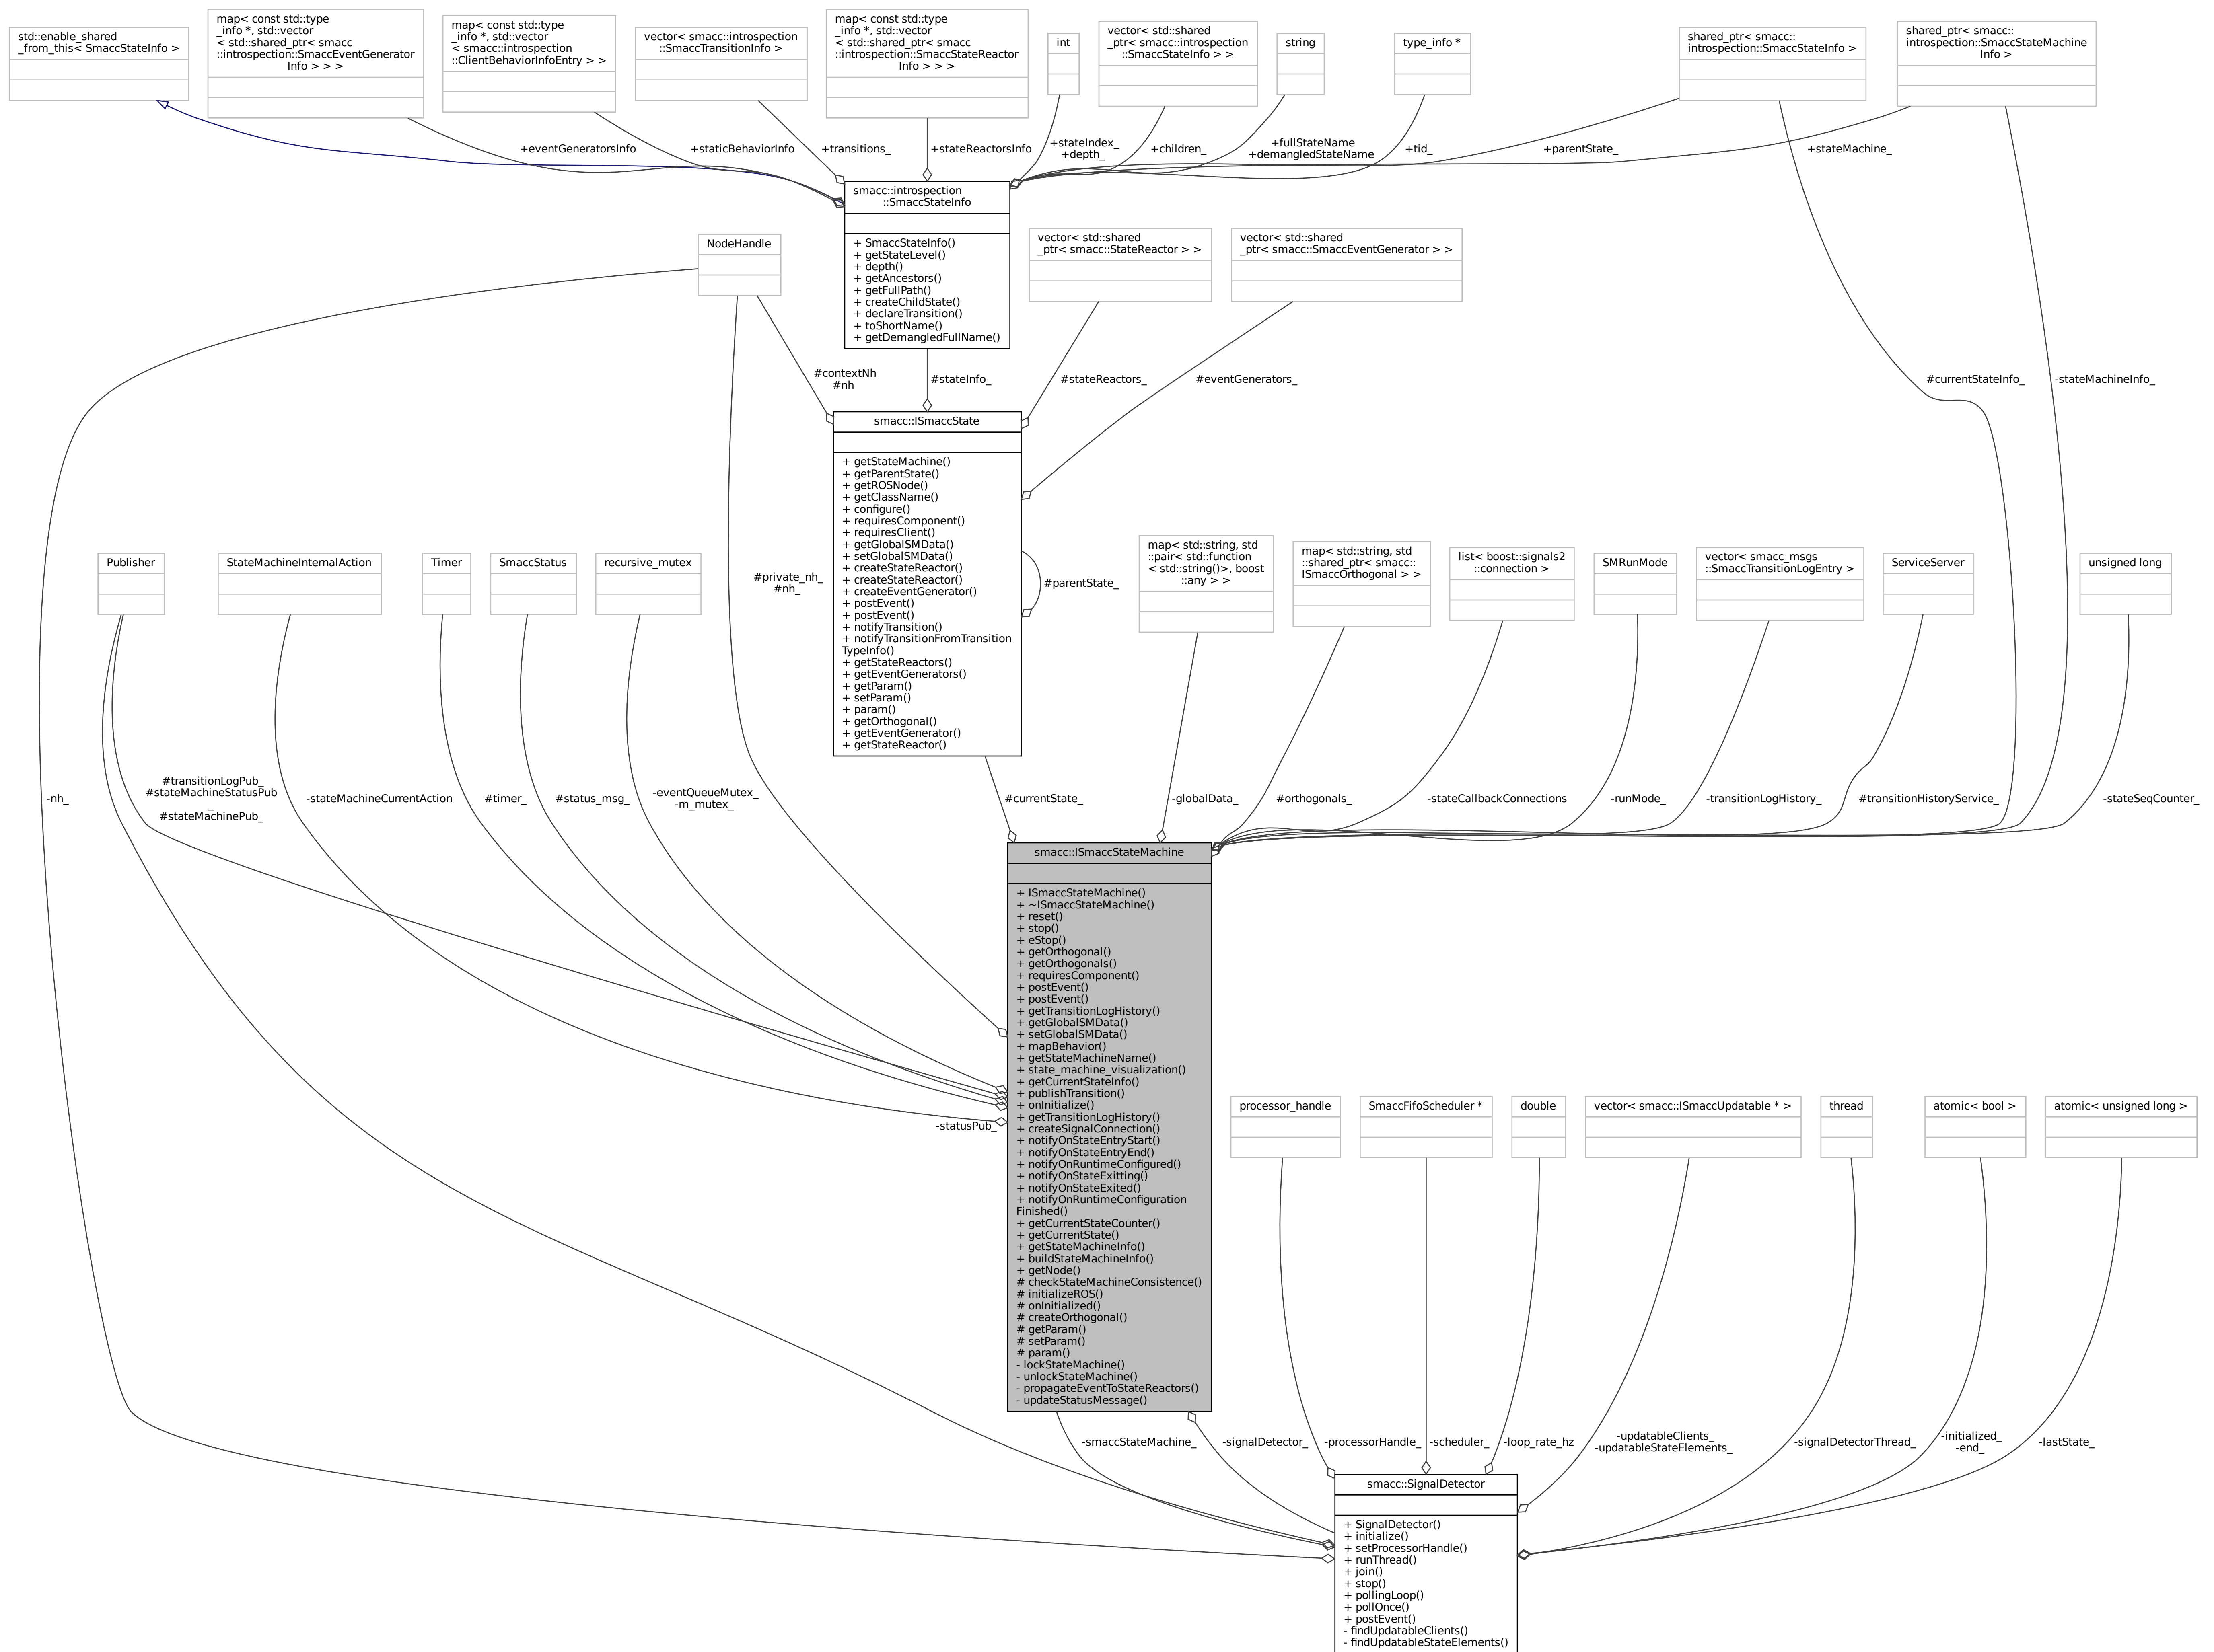 std::enable_shared
_from_this< SmaccStateInfo >
map< const std::type
_info *, std::vector
< std::shared_ptr< smacc
::introspection::SmaccEventGenerator
Info > > >
map< const std::type
_info *, std::vector
< smacc::introspection
::ClientBehaviorInfoEntry > >
vector< smacc::introspection
::SmaccTransitionInfo >
map< const std::type
_info *, std::vector
< std::shared_ptr< smacc
::introspection::SmaccStateReactor
Info > > >
int
vector< std::shared
_ptr< smacc::introspection
::SmaccStateInfo > >
string
type_info *
shared_ptr< smacc::
introspection::SmaccStateInfo >
shared_ptr< smacc::
introspection::SmaccStateMachine
Info >
+eventGeneratorsInfo
+staticBehaviorInfo
+transitions_
+stateReactorsInfo
+stateIndex_
+depth_
+children_
+fullStateName
+demangledStateName
+tid_
+parentState_
+stateMachine_
smacc::introspection
::SmaccStateInfo
+ SmaccStateInfo()
+ getStateLevel()
+ depth()
+ getAncestors()
+ getFullPath()
+ createChildState()
+ declareTransition()
+ toShortName()
+ getDemangledFullName()
NodeHandle
vector< std::shared
_ptr< smacc::StateReactor > >
vector< std::shared
_ptr< smacc::SmaccEventGenerator > >
#contextNh
#nh
#stateInfo_
#stateReactors_
#eventGenerators_
#currentStateInfo_
-stateMachineInfo_
smacc::ISmaccState
+ getStateMachine()
+ getParentState()
+ getROSNode()
+ getClassName()
+ configure()
+ requiresComponent()
+ requiresClient()
+ getGlobalSMData()
+ setGlobalSMData()
+ createStateReactor()
+ createStateReactor()
+ createEventGenerator()
+ postEvent()
+ postEvent()
+ notifyTransition()
+ notifyTransitionFromTransition
TypeInfo()
+ getStateReactors()
+ getEventGenerators()
+ getParam()
+ setParam()
+ param()
+ getOrthogonal()
+ getEventGenerator()
+ getStateReactor()
#parentState_
#private_nh_
#nh_
Publisher
StateMachineInternalAction
Timer
SmaccStatus
recursive_mutex
map< std::string, std
::pair< std::function
< std::string()>, boost
::any > >
map< std::string, std
::shared_ptr< smacc::
ISmaccOrthogonal > >
list< boost::signals2
::connection >
SMRunMode
vector< smacc_msgs
::SmaccTransitionLogEntry >
ServiceServer
unsigned long
-nh_
#transitionLogPub_
#stateMachineStatusPub
_
#stateMachinePub_
-stateMachineCurrentAction
#timer_
#status_msg_
-eventQueueMutex_
-m_mutex_
#currentState_
-globalData_
#orthogonals_
-stateCallbackConnections
-runMode_
-transitionLogHistory_
#transitionHistoryService_
-stateSeqCounter_
smacc::ISmaccStateMachine
+ ISmaccStateMachine()
+ ~ISmaccStateMachine()
+ reset()
+ stop()
+ eStop()
+ getOrthogonal()
+ getOrthogonals()
+ requiresComponent()
+ postEvent()
+ postEvent()
+ getTransitionLogHistory()
+ getGlobalSMData()
+ setGlobalSMData()
+ mapBehavior()
+ getStateMachineName()
+ state_machine_visualization()
+ getCurrentStateInfo()
+ publishTransition()
+ onInitialize()
+ getTransitionLogHistory()
+ createSignalConnection()
+ notifyOnStateEntryStart()
+ notifyOnStateEntryEnd()
+ notifyOnRuntimeConfigured()
+ notifyOnStateExitting()
+ notifyOnStateExited()
+ notifyOnRuntimeConfiguration
Finished()
+ getCurrentStateCounter()
+ getCurrentState()
+ getStateMachineInfo()
+ buildStateMachineInfo()
+ getNode()
# checkStateMachineConsistence()
# initializeROS()
# onInitialized()
# createOrthogonal()
# getParam()
# setParam()
# param()
- lockStateMachine()
- unlockStateMachine()
- propagateEventToStateReactors()
- updateStatusMessage()
-statusPub_
processor_handle
SmaccFifoScheduler *
double
vector< smacc::ISmaccUpdatable * >
thread
atomic< bool >
atomic< unsigned long >
-smaccStateMachine_
-signalDetector_
-processorHandle_
-scheduler_
-loop_rate_hz
-updatableClients_
-updatableStateElements_
-signalDetectorThread_
-initialized_
-end_
-lastState_
smacc::SignalDetector
+ SignalDetector()
+ initialize()
+ setProcessorHandle()
+ runThread()
+ join()
+ stop()
+ pollingLoop()
+ pollOnce()
+ postEvent()
- findUpdatableClients()
- findUpdatableStateElements()